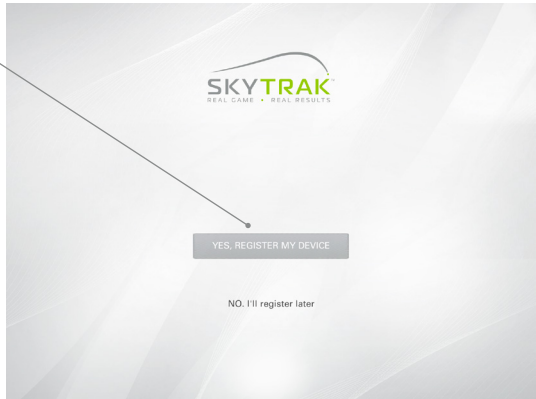 SKYTRAK
REAL GAME • REAL RESULTS
YES, REGISTER MY DEVICE
NO. I'll register later